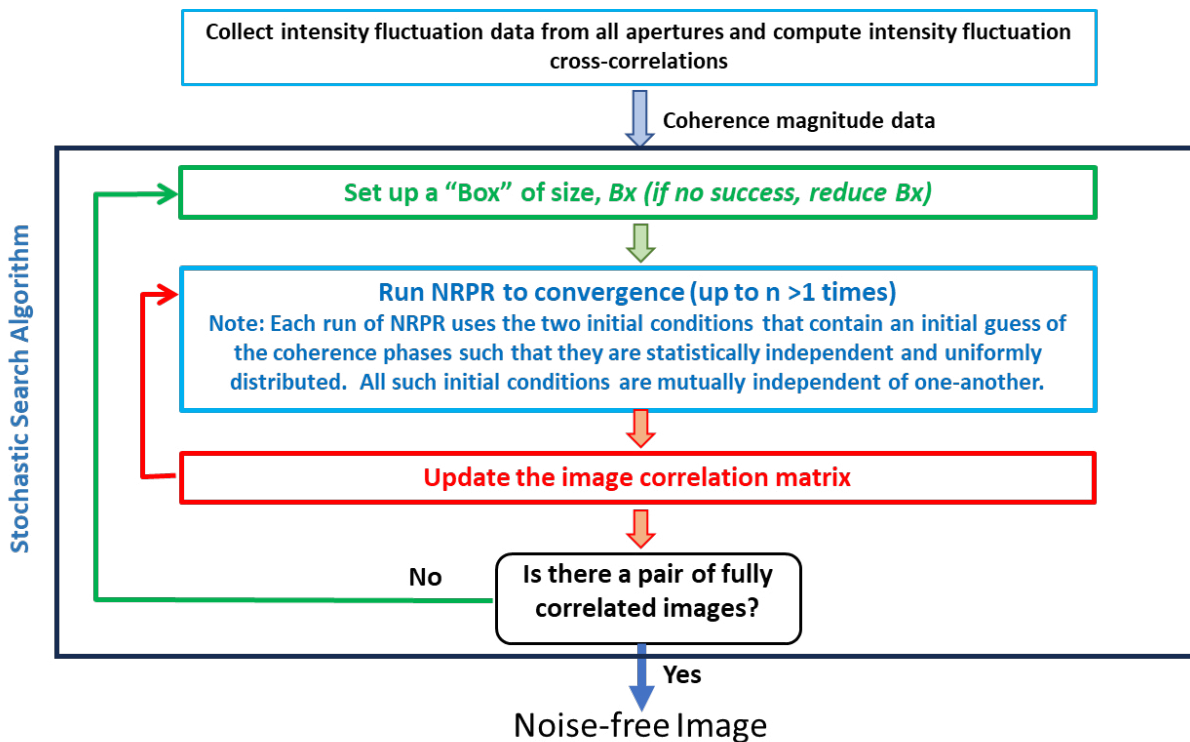 Collect intensity fluctuation data from all apertures and compute intensity fluctuation
cross-correlations
Coherence magnitude data
Stochastic Search Algorithm
Set up a “Box” of size, Bx (if no success, reduce Bx)
Run NRPR to convergence (up to n >1 times)
Note: Each run of NRPR uses the two initial conditions that contain an initial guess of
the coherence phases such that they are statistically independent and uniformly
distributed. All such initial conditions are mutually independent of one-another.
Update the image correlation matrix
No
Is there a pair of fully
correlated images?
Yes
Noise-free Image